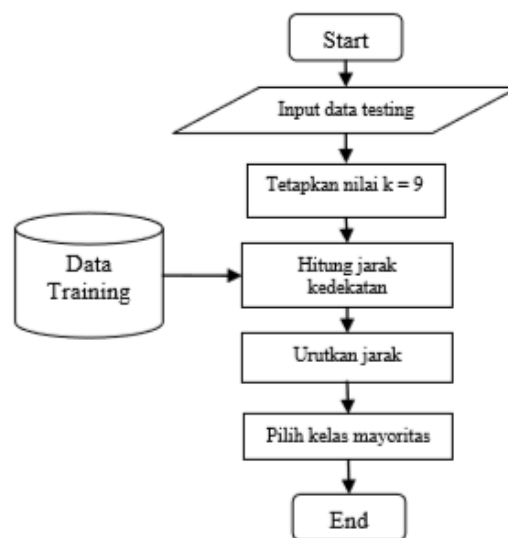 Start
Input data testing
Tetapkan nilai k = 9
Data
Training
Hitung jarak
kedekatan
Urutkan jarak
Pilih kelas mayoritas
End